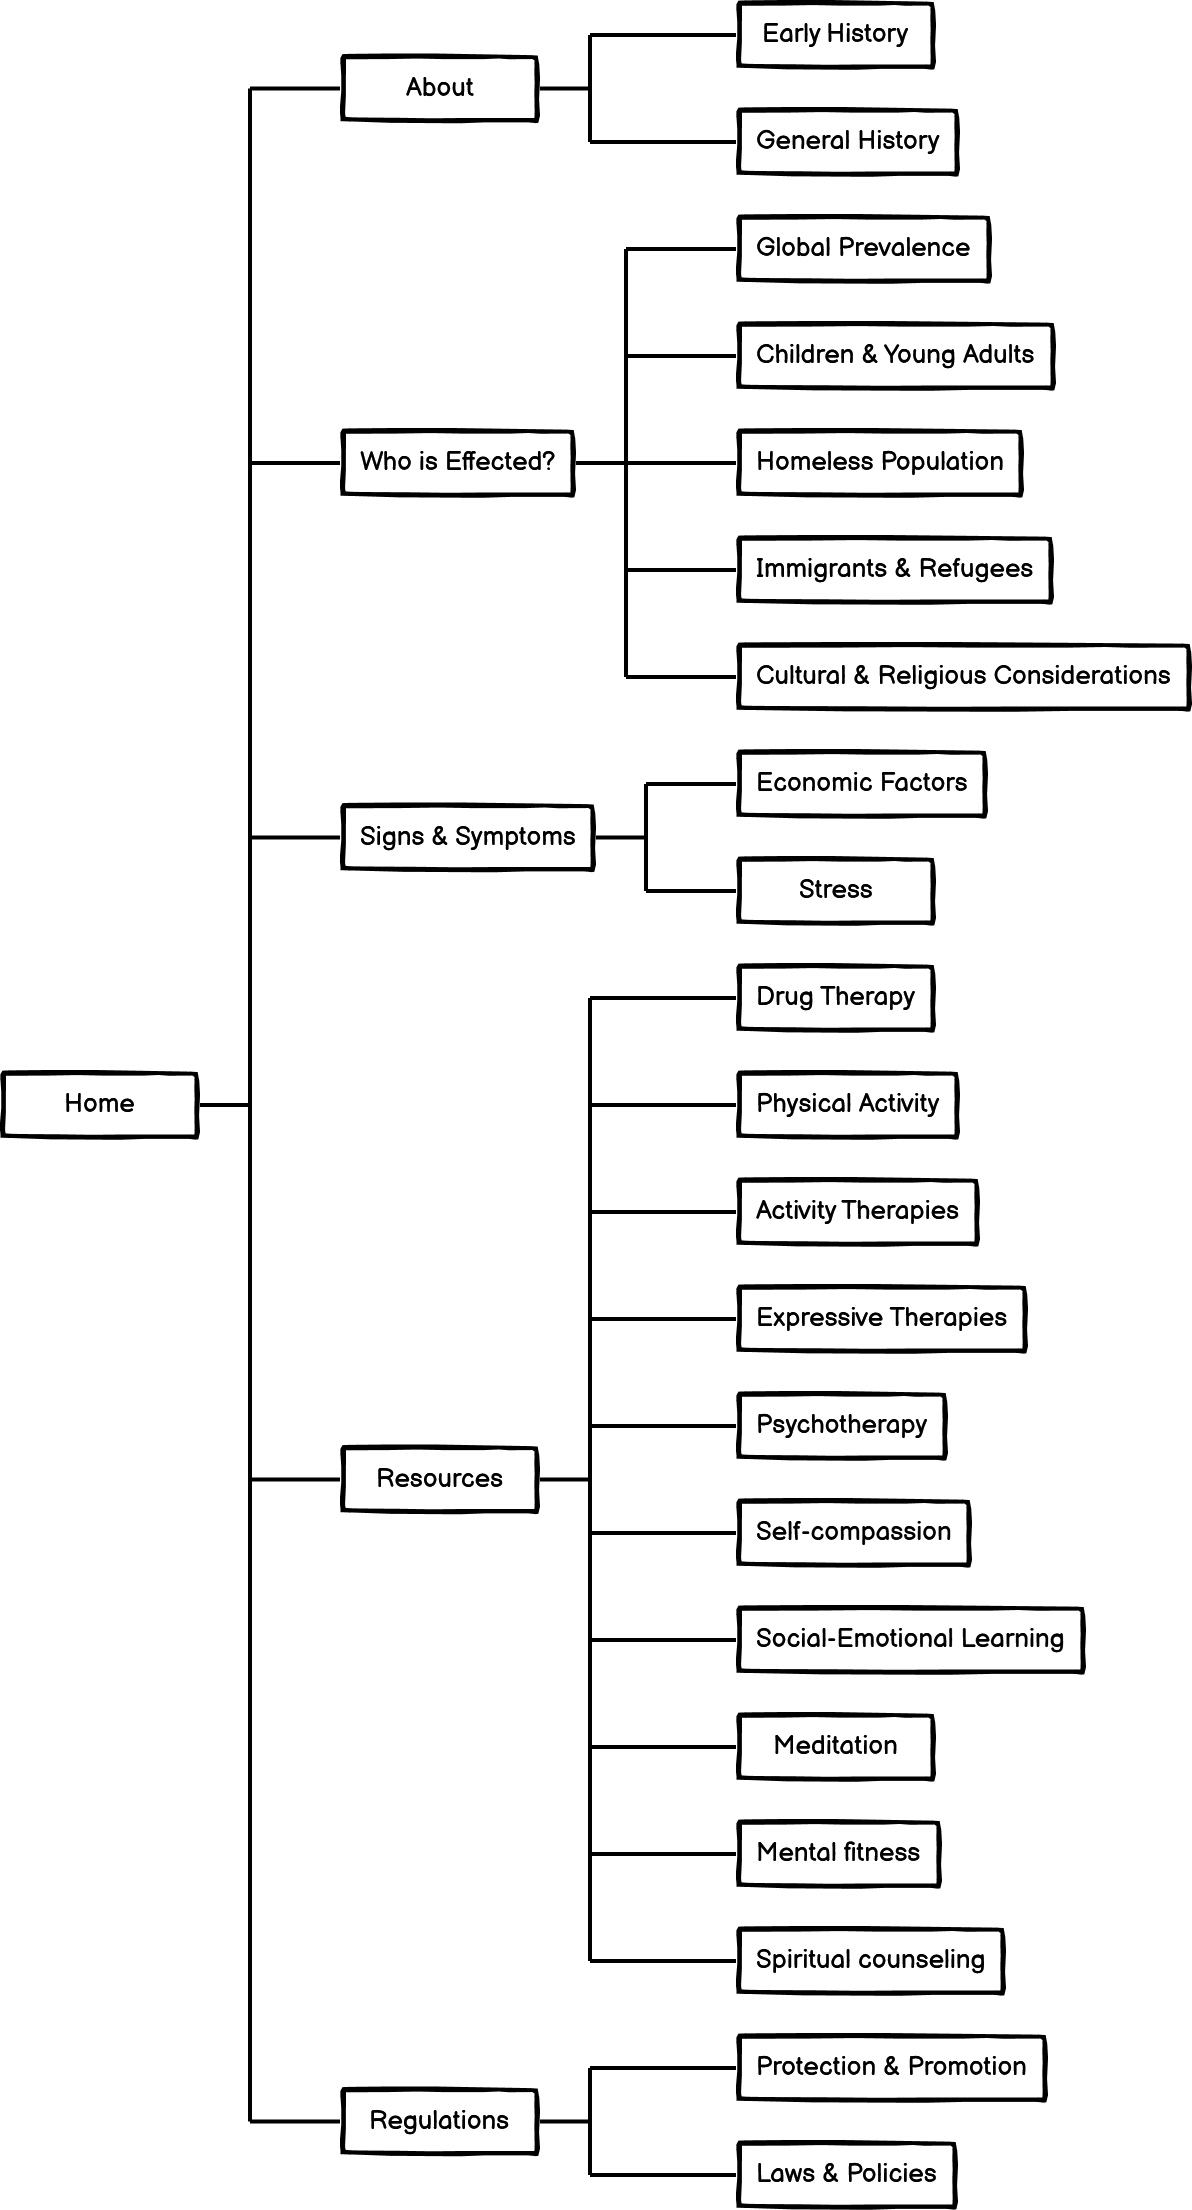 Early History
About
General History
Global Prevalence
Children & Young Adults
Who is Effected?
Homeless Population
Immigrants & Refugees
Cultural & Religious Considerations
Economic Factors
Signs & Symptoms
Stress
Drug Therapy
Home
Physical Activity
Activity Therapies
Expressive Therapies
Psychotherapy
Resources
Self-compassion
Social-Emotional Learning
Meditation
Mental fitness
Spiritual counseling
Protection & Promotion
Regulations
Laws & Policies